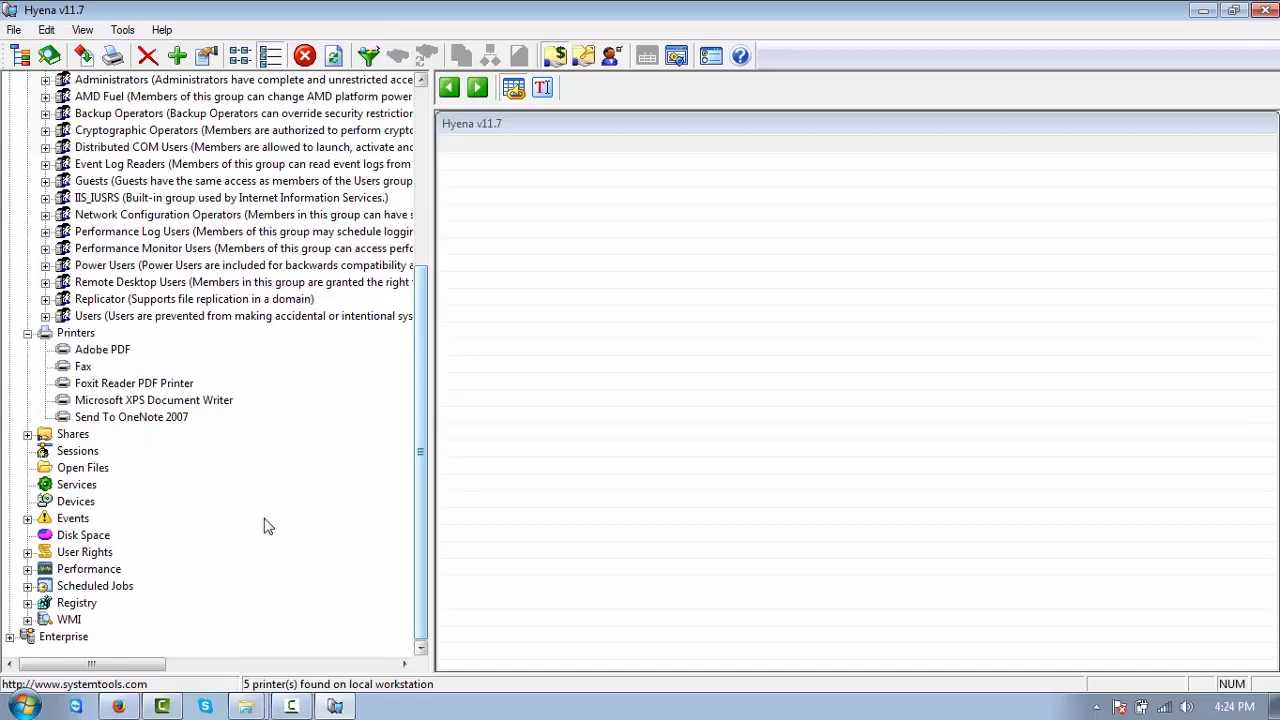 Hyena v11.7
File Edit View Tools Help
Administrators (Administrators have complete and unrestricted acce
AMD Fuel (Members of this group can change AMD platform power
Backup Operators (Backup Operators can override security restriction
Cryptographic Operators (Members are authorized to perform crypto
Distributed COM Users (Members are allowed to launch, activate and
Event Log Readers (Members of this group can read event logs from
Guests (Guests have the same access as members of the Users group
IIS_IUSRS (Built-in group used by Internet Information Services.)
Network Configuration Operators (Members in this group can have s
Performance Log Users (Members of this group may schedule loggin
Performance Monitor Users (Members of this group can access perfo
Power Users (Power Users are included for backwards compatibility a
Remote Desktop Users (Members in this group are granted the right
Replicator (Supports file replication in a domain)
Users (Users are prevented from making accidental or intentional sys
Printers
Adobe PDF
Fax
Foxit Reader PDF Printer
Microsoft XPS Document Writer
Send To OneNote 2007
Shares
Sessions
Open Files
Services
Devices
Events
Disk Space
User Rights
Performance
Scheduled Jobs
Registry
WMI
Enterprise
Hyena v11.7
http://www.systemtools.com 5 printer(s) found on local workstation NUM
4:24 PM